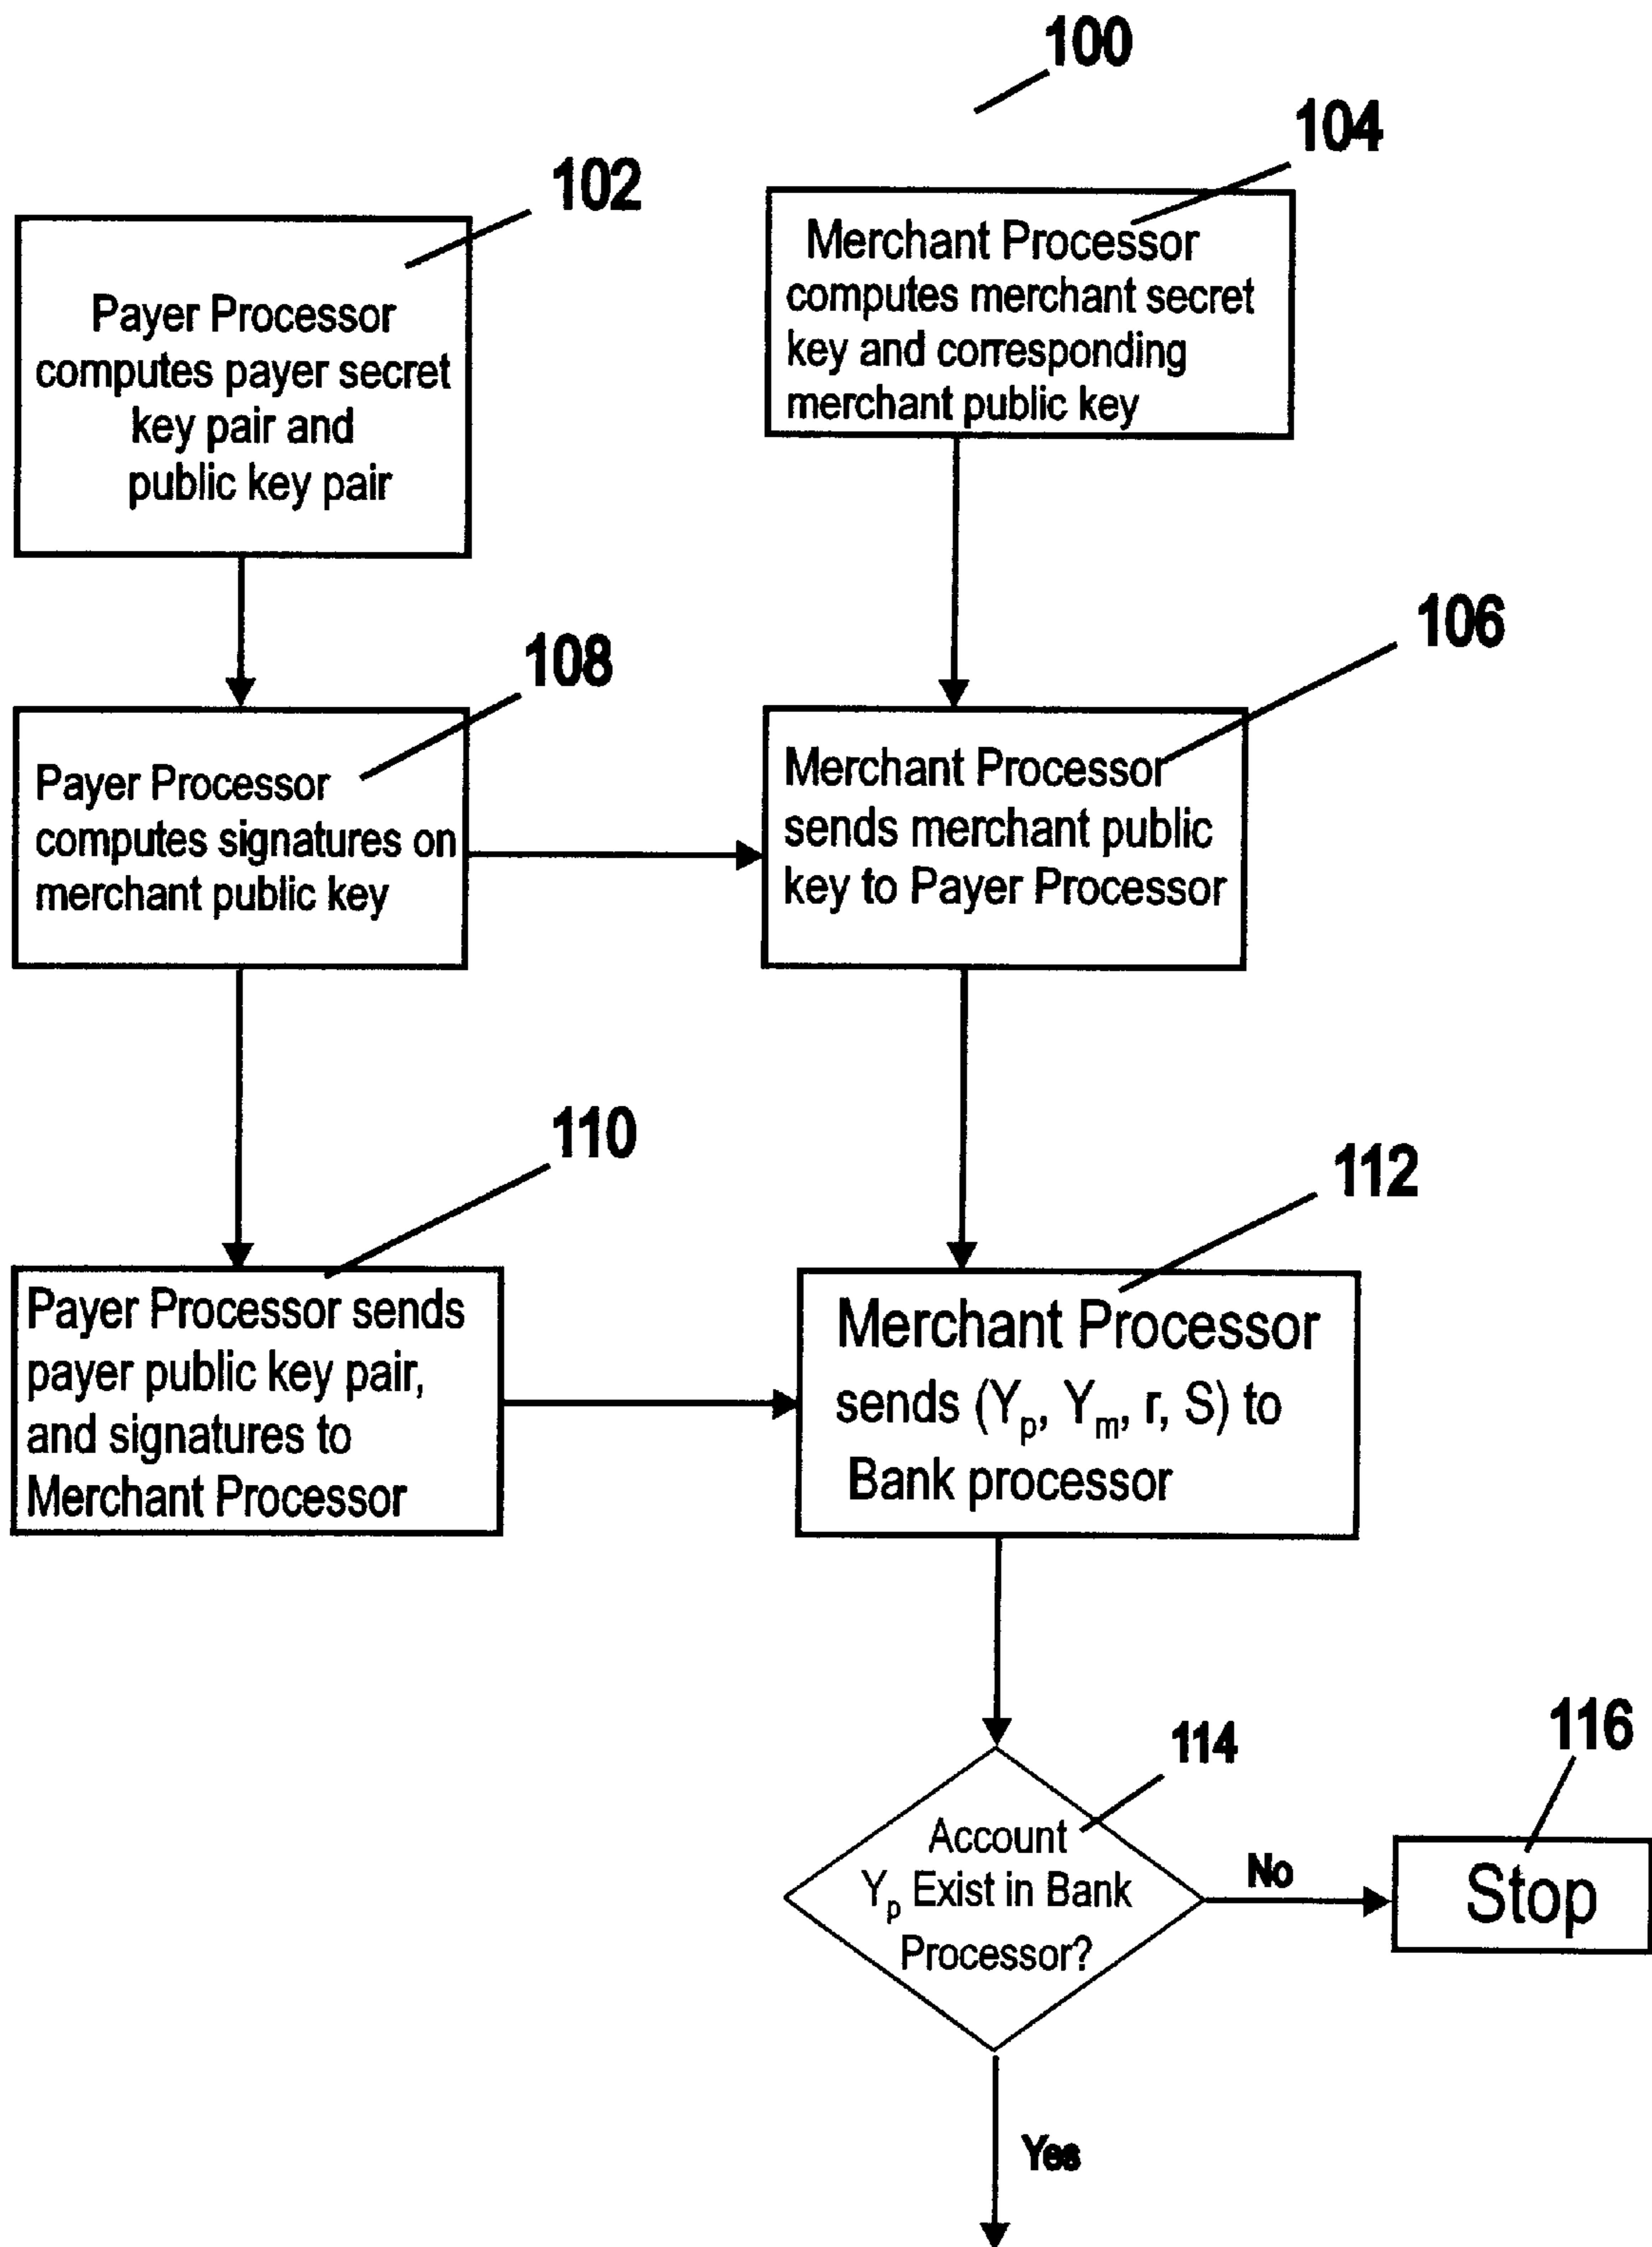 100
104
102
Merchant Processor
computes merchant secret
key and corresponding
merchant public key
Payer Processor
computes payer secret
key pair and
public key pair
106
108
Payer Processor
computes signatures on
merchant public key
Merchant Processor
sends merchant public
key to Payer Processor
110
112
Payer Processor sends
payer public key pair,
and signatures to
Merchant Processor
Merchant Processor
sends (Yp, Ym, r, S) to
Bank processor
114
116
Account
Yp Exist in Bank
Processor?
No
Stop
Yes